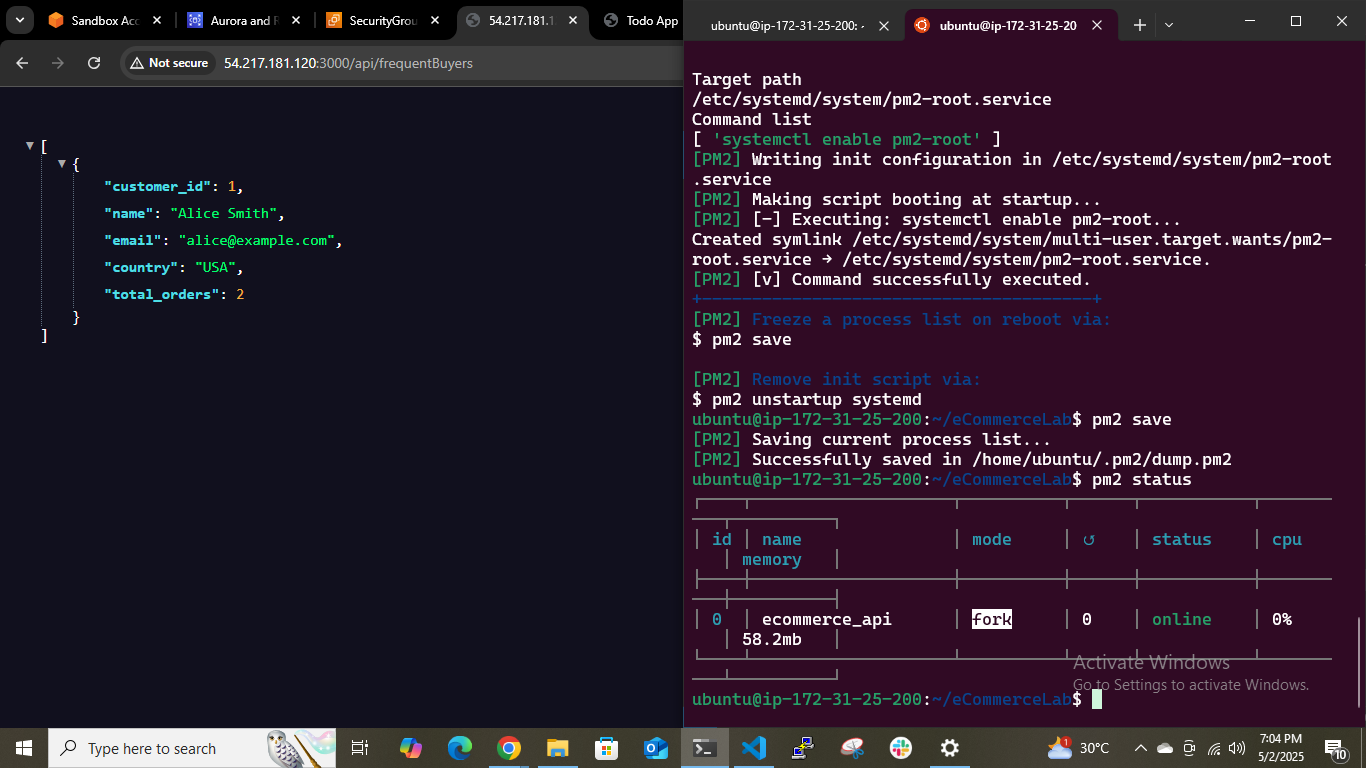 Sandbox Acc
Aurora and R
SecurityGrou
54.217.181.1
Todo App
Not secure
54.217.181.120:3000/api/frequentBuyers
[
{
"customer_id": 1,
"name": "Alice Smith",
"email": "alice@example.com",
"country": "USA",
"total_orders": 2
}
]
ubuntu@ip-172-31-25-200: ~
ubuntu@ip-172-31-25-20
Target path
/etc/systemd/system/pm2-root.service
Command list
[ 'systemctl enable pm2-root' ]
[PM2] Writing init configuration in /etc/systemd/system/pm2-root
.service
[PM2] Making script booting at startup...
[PM2] [-] Executing: systemctl enable pm2-root...
Created symlink /etc/systemd/system/multi-user.target.wants/pm2-
root.service → /etc/systemd/system/pm2-root.service.
[PM2] [v] Command successfully executed.
+---------------------------------------+
[PM2] Freeze a process list on reboot via:
$ pm2 save
[PM2] Remove init script via:
$ pm2 unstartup systemd
ubuntu@ip-172-31-25-200:~/eCommerceLab$ pm2 save
[PM2] Saving current process list...
[PM2] Successfully saved in /home/ubuntu/.pm2/dump.pm2
ubuntu@ip-172-31-25-200:~/eCommerceLab$ pm2 status
│ id │ name │ mode │ ↺ │ status │ cpu
│ memory │
│ 0 │ ecommerce_api │ fork │ 0 │ online │ 0%
│ 58.2mb │
ubuntu@ip-172-31-25-200:~/eCommerceLab$
Activate Windows
Go to Settings to activate Windows.
Type here to search
1
30°C
7:04 PM
5/2/2025
10